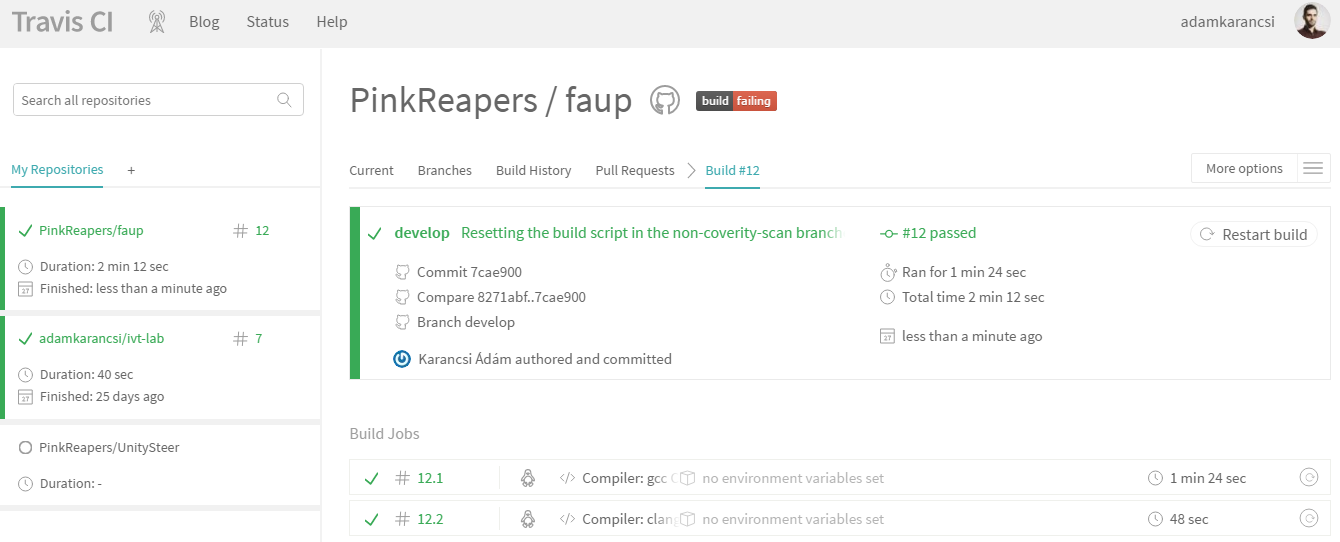 Travis CI Blog Status Help adamkarancsi
Search all repositories
My Repositories +
PinkReapers/faup # 12
Duration: 2 min 12 sec
27 Finished: less than a minute ago
adamkarancsi/ivt-lab # 7
Duration: 40 sec
27 Finished: 25 days ago
PinkReapers/UnitySteer
Duration: -
PinkReapers / faup build failing
Current Branches Build History Pull Requests Build #12 More options
develop Resetting the build script in the non-coverity-scan branch #12 passed Restart build
Commit 7cae900 Ran for 1 min 24 sec
Compare 8271abf..7cae900 Total time 2 min 12 sec
Branch develop
27 less than a minute ago
Karancsi Ádám authored and committed
Build Jobs
# 12.1 </> Compiler: gcc C no environment variables set 1 min 24 sec
# 12.2 </> Compiler: clang no environment variables set 48 sec